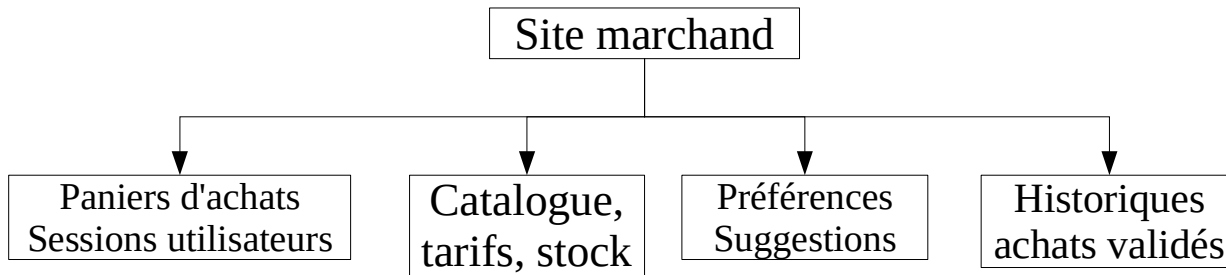 Site marchand
Paniers d'achats
Sessions utilisateurs
Catalogue,
tarifs, stock
Préférences
Suggestions
Historiques
achats validés